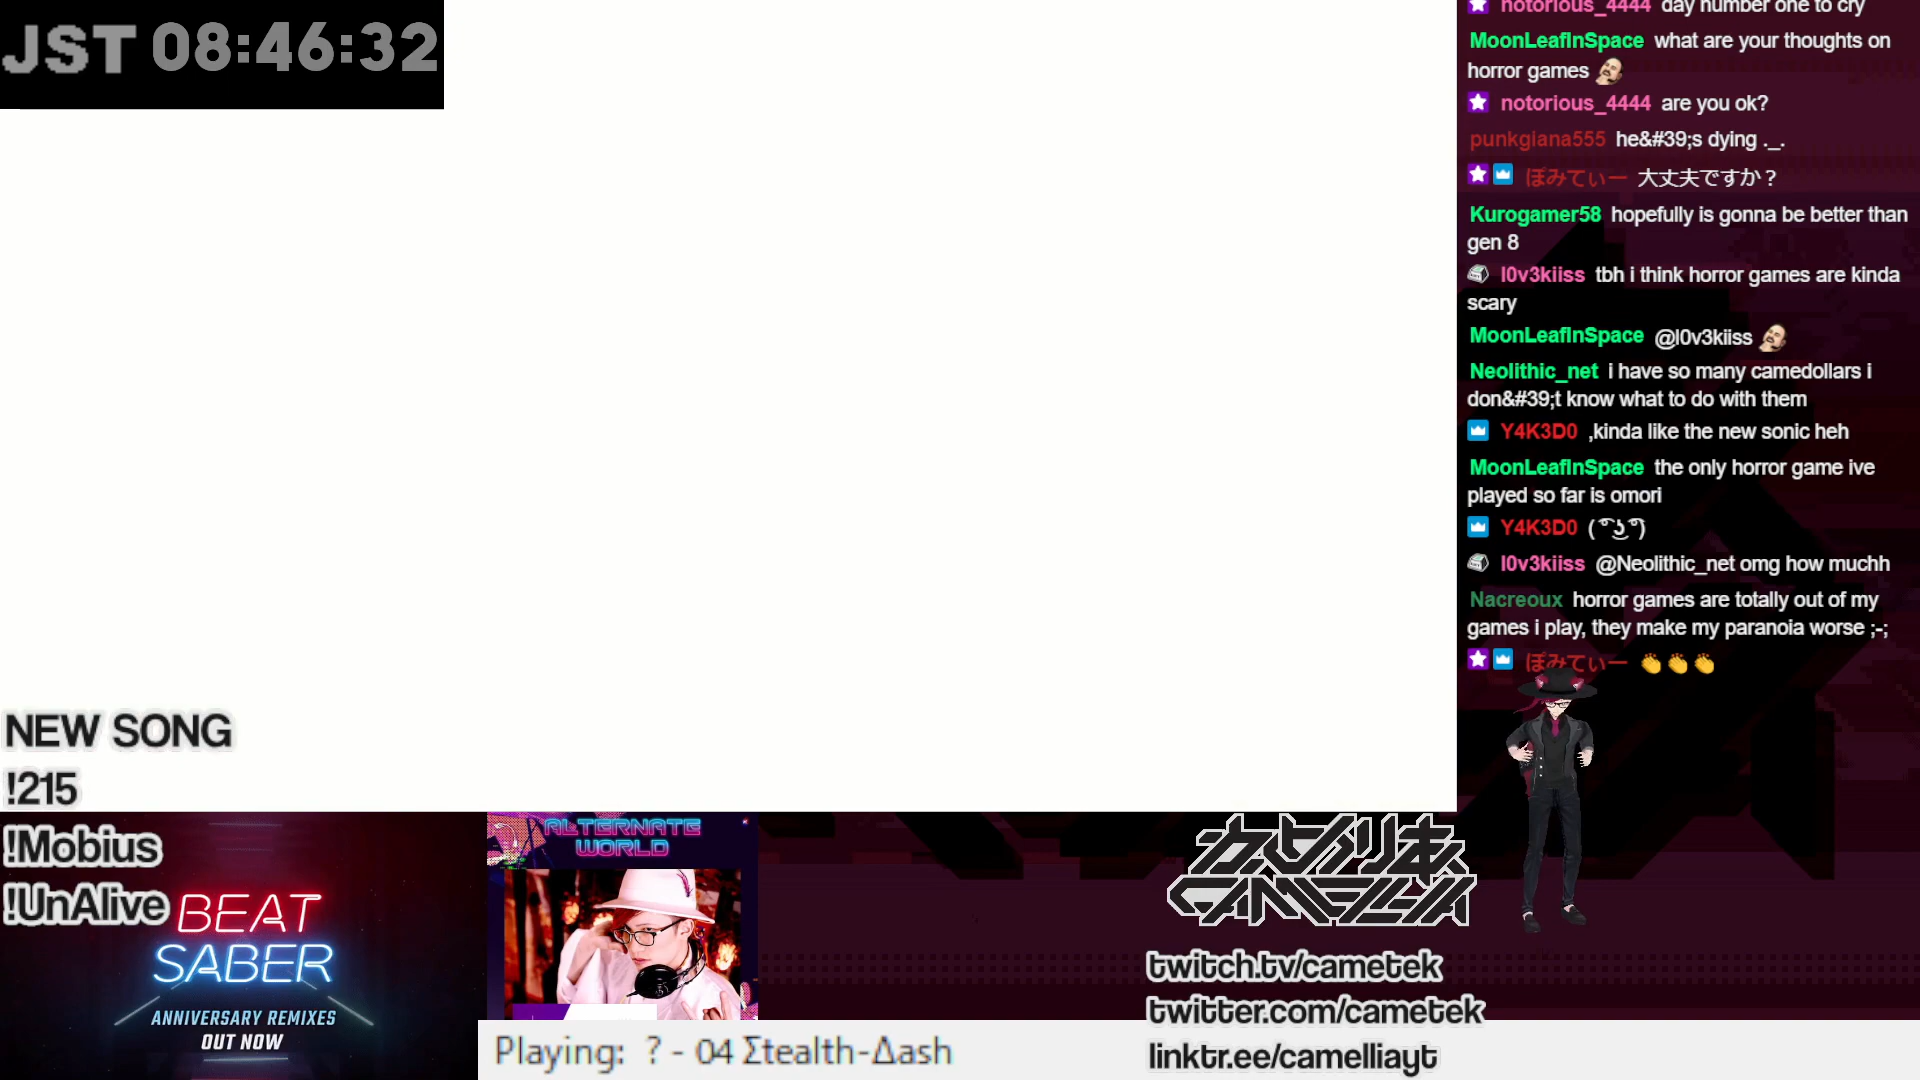 JST 08:46:32
NEW SONG
!215
!Mobius
!UnAlive
BEAT
SABER
ANNIVERSARY REMIXES
OUT NOW
ALTERNATE
WORLD
Playing: ? - 04 Σtealth-Δash
かめりあ
CAMELLIA
twitch.tv/cametek
twitter.com/cametek
linktr.ee/camelliayt
notorious_4444 day number one to cry
MoonLeafInSpace what are your thoughts on
horror games
notorious_4444 are you ok?
punkgiana555 he&#39;s dying ._.
ぽみてぃー 大丈夫ですか？
Kurogamer58 hopefully is gonna be better than
gen 8
l0v3kiiss tbh i think horror games are kinda
scary
MoonLeafInSpace @l0v3kiiss
Neolithic_net i have so many camedollars i
don&#39;t know what to do with them
Y4K3D0 ,kinda like the new sonic heh
MoonLeafInSpace the only horror game ive
played so far is omori
Y4K3D0 ( ͡° ͜ʖ ͡°)
l0v3kiiss @Neolithic_net omg how muchh
Nacreoux horror games are totally out of my
games i play, they make my paranoia worse ;-;
ぽみてぃー 👏👏👏